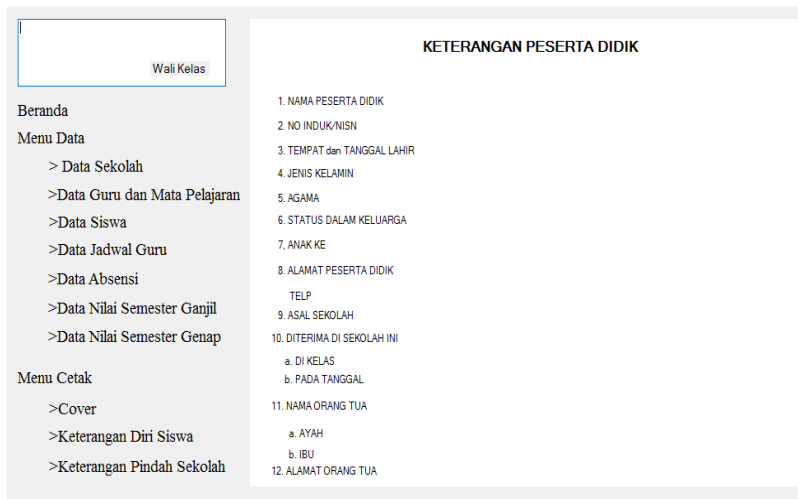 Wali Kelas
Beranda
Menu Data
> Data Sekolah
>Data Guru dan Mata Pelajaran
>Data Siswa
>Data Jadwal Guru
>Data Absensi
>Data Nilai Semester Ganjil
>Data Nilai Semester Genap
Menu Cetak
>Cover
>Keterangan Diri Siswa
>Keterangan Pindah Sekolah
KETERANGAN PESERTA DIDIK
1. NAMA PESERTA DIDIK
2. NO INDUK/NISN
3. TEMPAT dan TANGGAL LAHIR
4. JENIS KELAMIN
5. AGAMA
6. STATUS DALAM KELUARGA
7, ANAK KE
8. ALAMAT PESERTA DIDIK
TELP
9. ASAL SEKOLAH
10. DITERIMA DI SEKOLAH INI
a. DI KELAS
b. PADA TANGGAL
11. NAMA ORANG TUA
a. AYAH
b. IBU
12. ALAMAT ORANG TUA